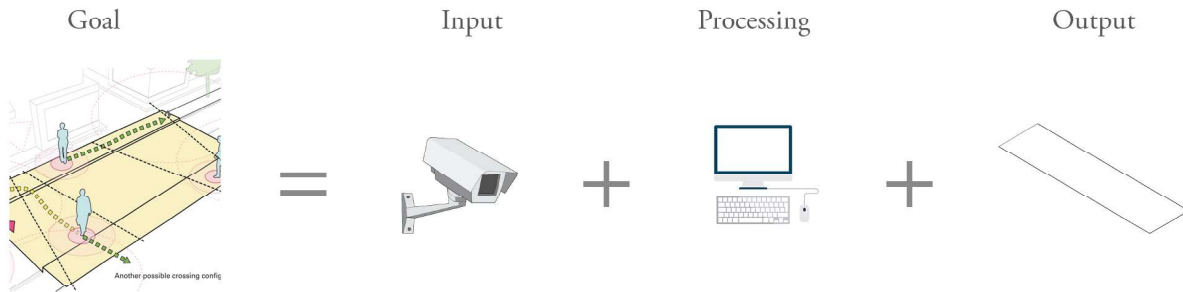 Goal
Input
Processing
Output
=
+
+
Another possible crossing config